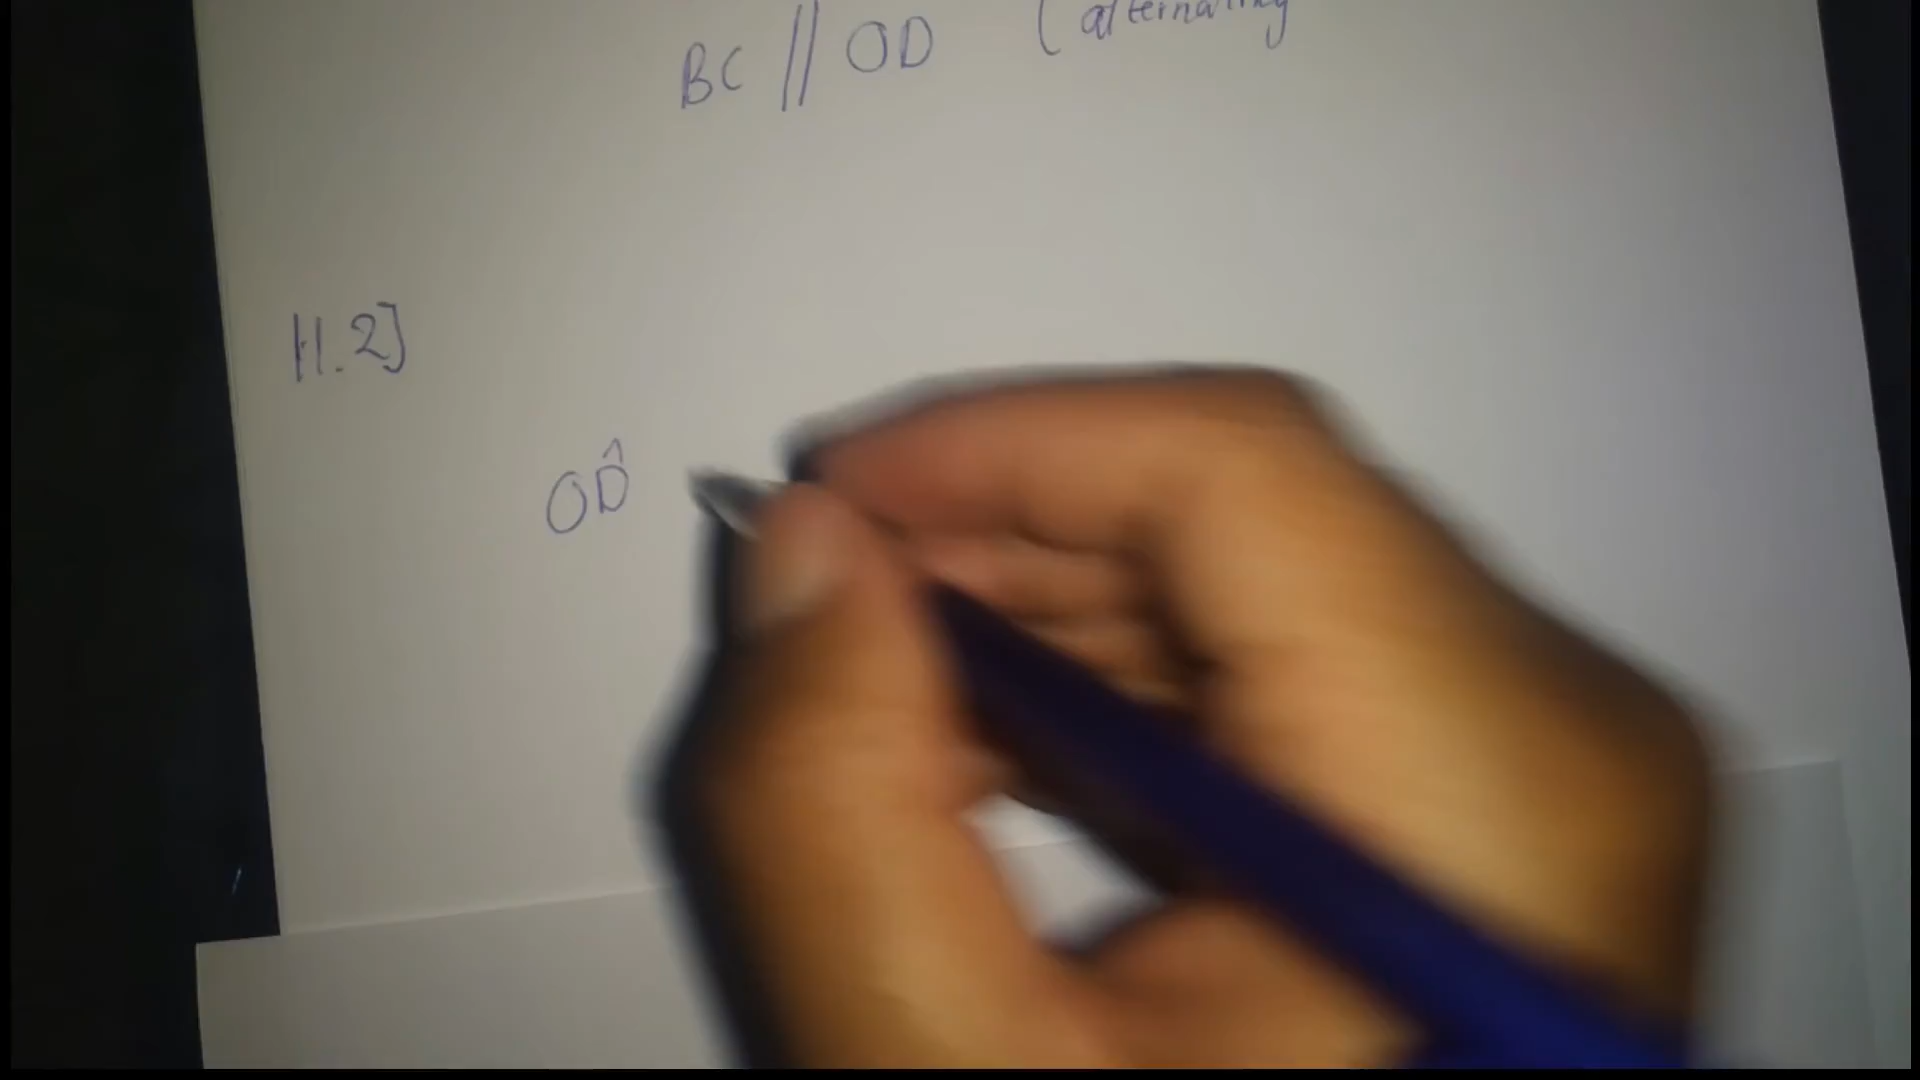 BC // OD (alternating
11.2]
OD̂